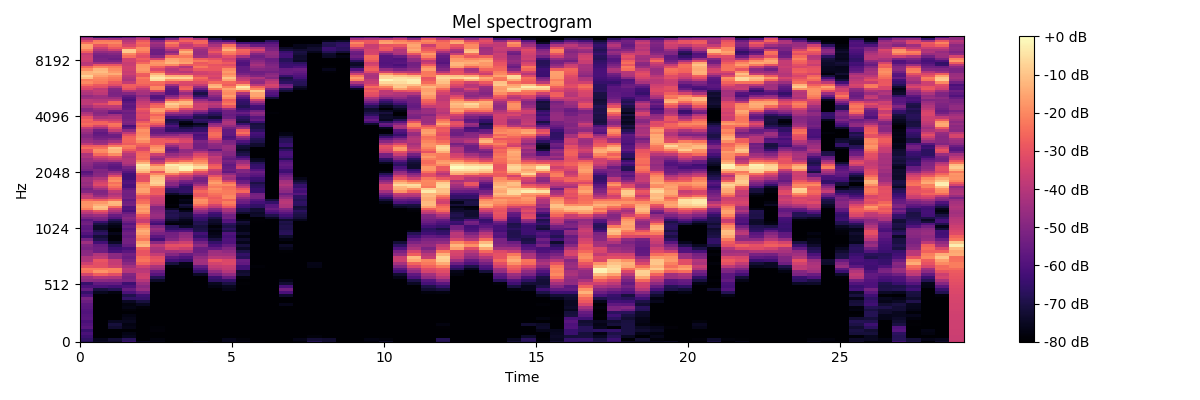 Mel spectrogram
8192
4096
2048
1024
512
0
Hz
0 5 10 15 20 25
Time
+0 dB
-10 dB
-20 dB
-30 dB
-40 dB
-50 dB
-60 dB
-70 dB
-80 dB